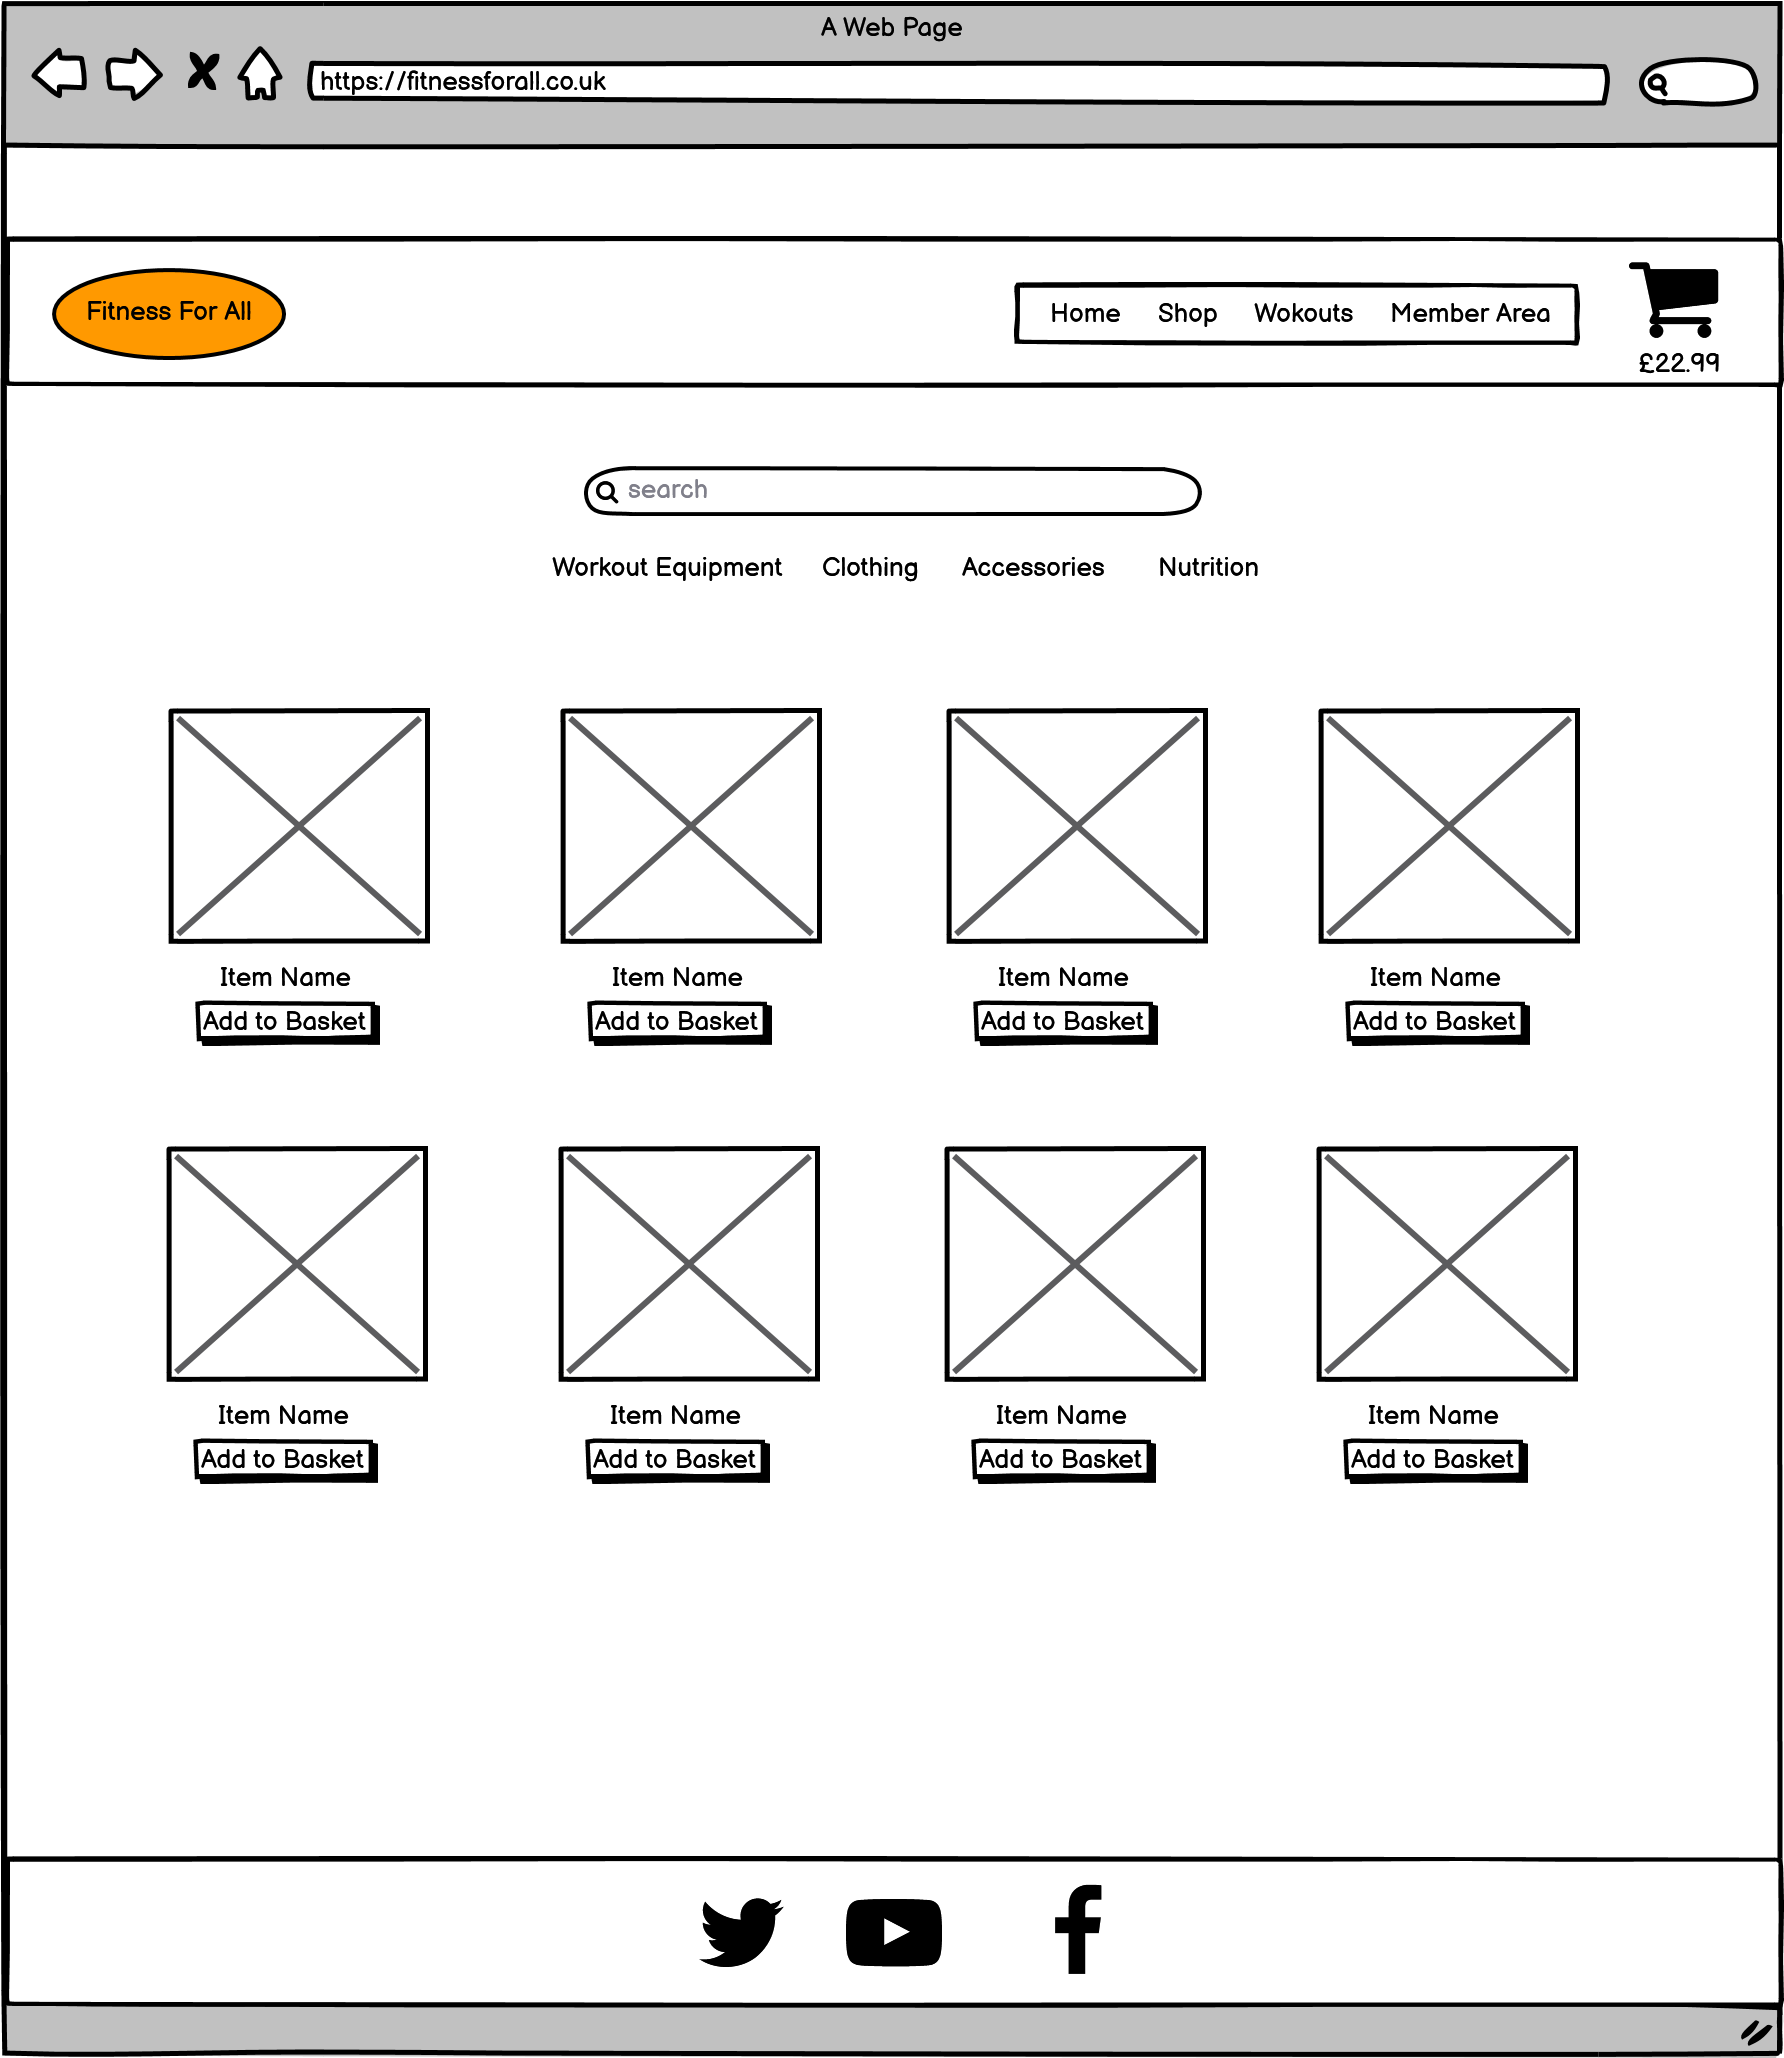 A Web Page
https://fitnessforall.co.uk
Fitness For All
Home Shop Wokouts Member Area
£22.99
search
Workout Equipment Clothing Accessories Nutrition
Item Name Item Name Item Name Item Name
Add to Basket Add to Basket Add to Basket Add to Basket
Item Name Item Name Item Name Item Name
Add to Basket Add to Basket Add to Basket Add to Basket